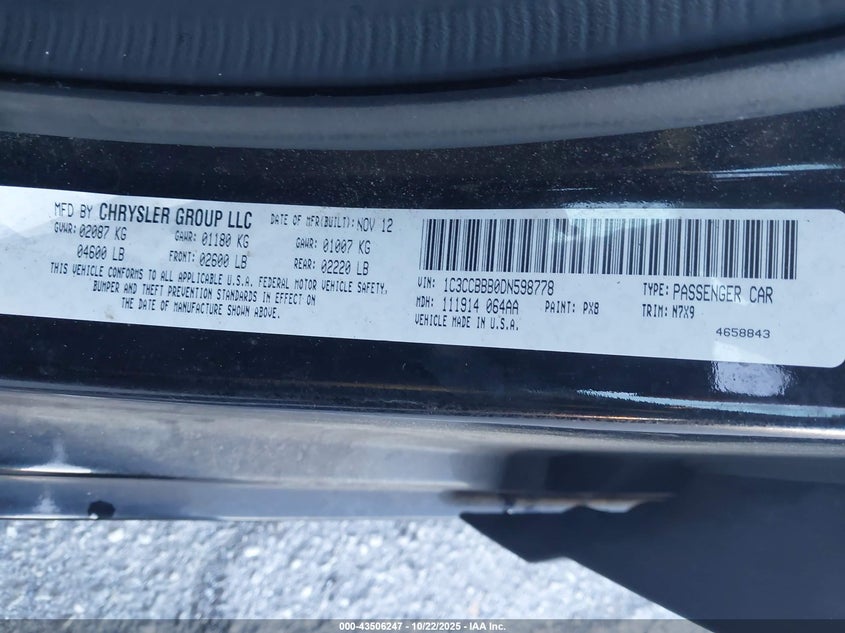 MFD BY CHRYSLER GROUP LLC DATE OF MFR(BUILT): NOV 12
GVWR: 02087 KG GAWR: 01180 KG GAWR: 01007 KG
04600 LB FRONT: 02600 LB REAR: 02220 LB
THIS VEHICLE CONFORMS TO ALL APPLICABLE U.S.A. FEDERAL MOTOR VEHICLE SAFETY,
BUMPER AND THEFT PREVENTION STANDARDS IN EFFECT ON
THE DATE OF MANUFACTURE SHOWN ABOVE.
VIN: 1C3CCBBB0DN598778 TYPE: PASSENGER CAR
MDH: 111914 064AA PAINT: PX8 TRIM: N7X9
VEHICLE MADE IN U.S.A. 4658843
000-43506247 - 10/22/2025 - IAA Inc.